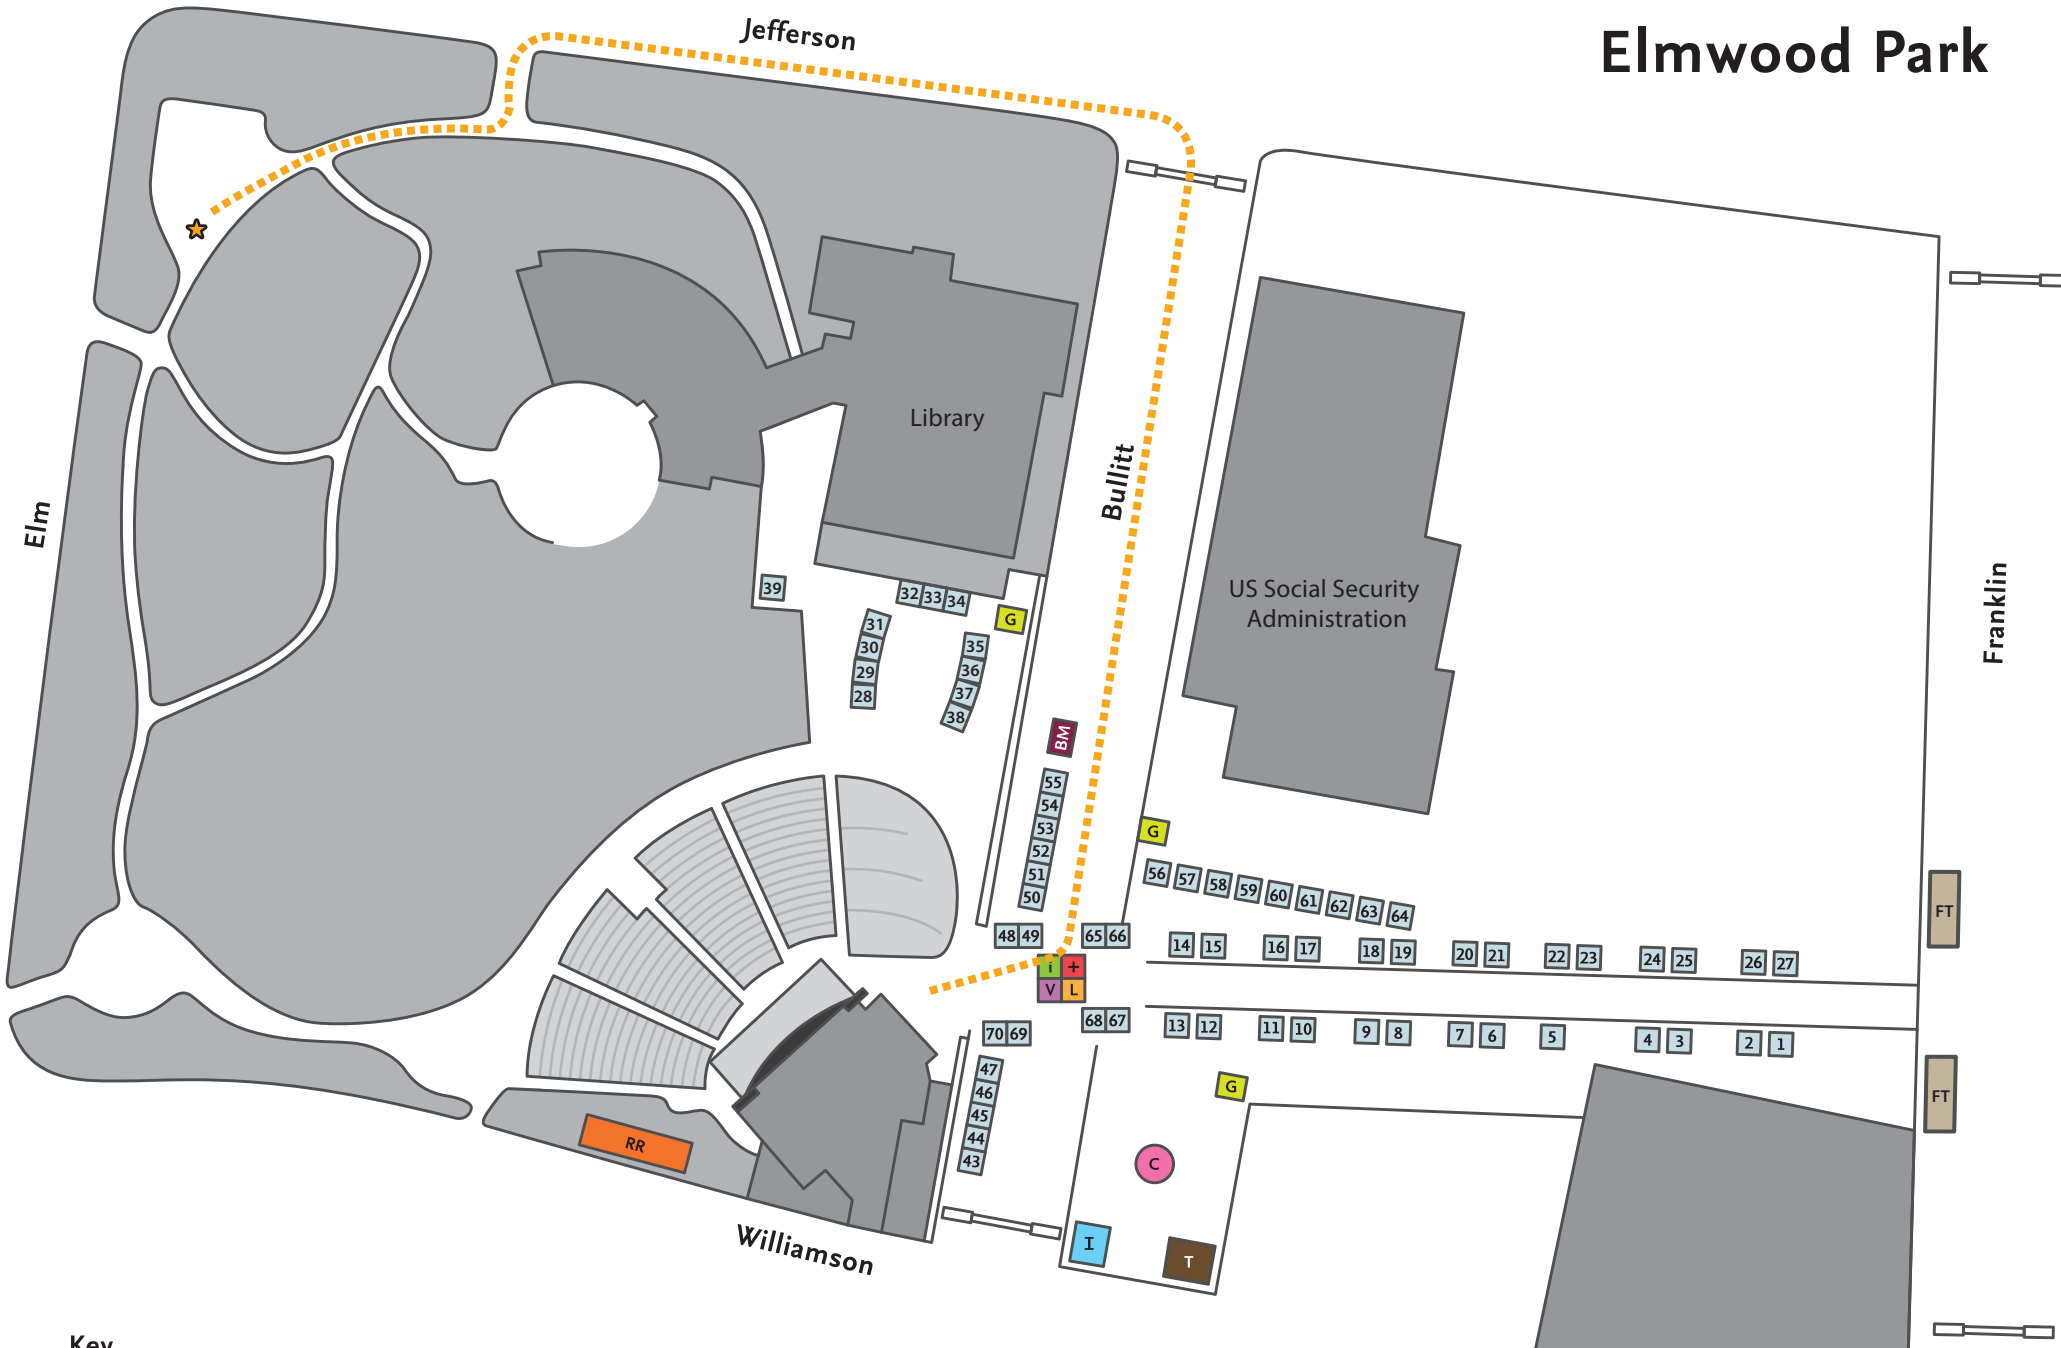 Elmwood Park
Jefferson
Library
Bullitt
Elm
US Social Security
Administration
Franklin
39
32 33 34
G
31
30
29
28
35
36
37
38
BM
55
54
53
52
51
50
G
56 57 58 59 60 61 62 63 64
FT
48 49
65 66
14 15 16 17 18 19 20 21 22 23 24 25 26 27
i +
V L
70 69
68 67
13 12 11 10 9 8 7 6 5 4 3 2 1
FT
47
46
45
44
43
G
RR
C
I
T
Williamson
Key